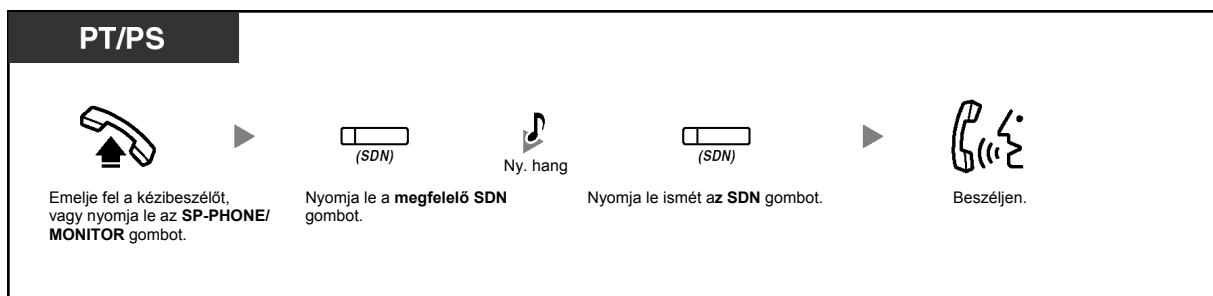 PT/PS
(SDN)
Ny. hang
(SDN)
Emelje fel a kézibeszélőt,
vagy nyomja le az SP-PHONE/
MONITOR gombot.
Nyomja le a megfelelő SDN
gombot.
Nyomja le ismét az SDN gombot.
Beszéljen.